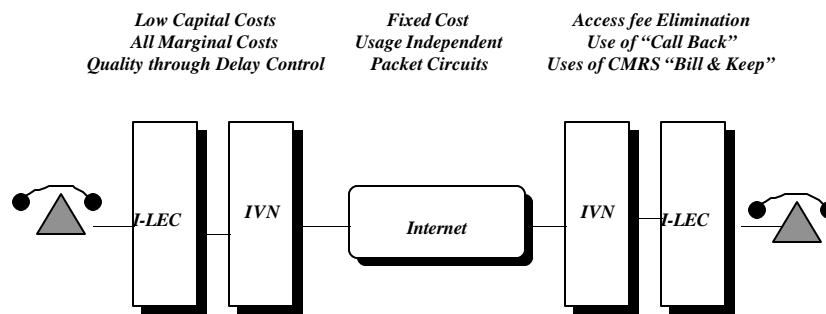 Low Capital Costs
All Marginal Costs
Quality through Delay Control
Fixed Cost
Usage Independent
Packet Circuits
Access fee Elimination
Use of “Call Back”
Uses of CMRS “Bill & Keep”
I-LEC
IVN
Internet
IVN
I-LEC